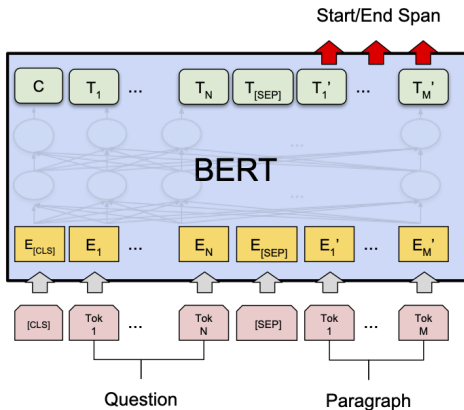 Start/End Span
C T1 ... TN T[SEP] T1' ... TM'
BERT
E[CLS] E1 ... EN E[SEP] E1' ... EM'
[CLS] Tok 1 ... Tok N [SEP] Tok 1 ... Tok M
Question Paragraph